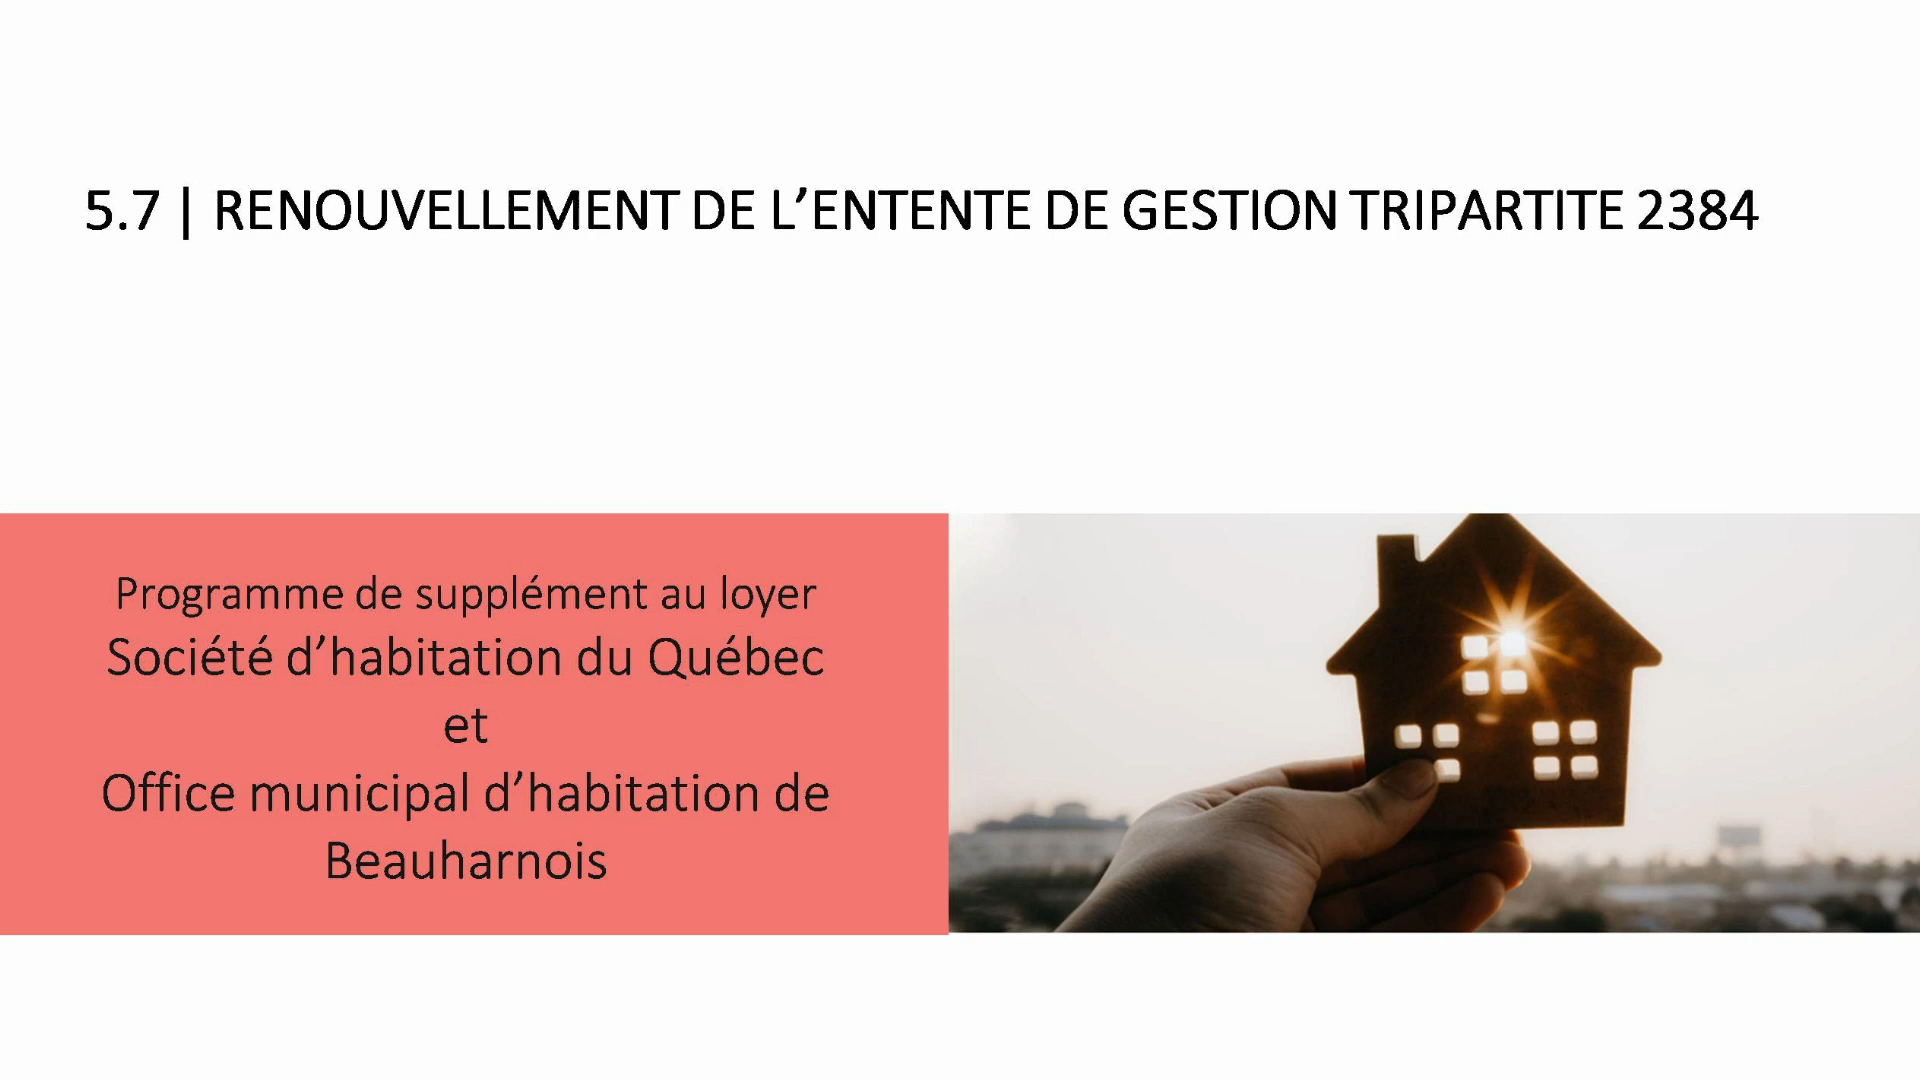 5.7 | RENOUVELLEMENT DE L’ENTENTE DE GESTION TRIPARTITE 2384
Programme de supplément au loyer
Société d’habitation du Québec
et
Office municipal d’habitation de
Beauharnois